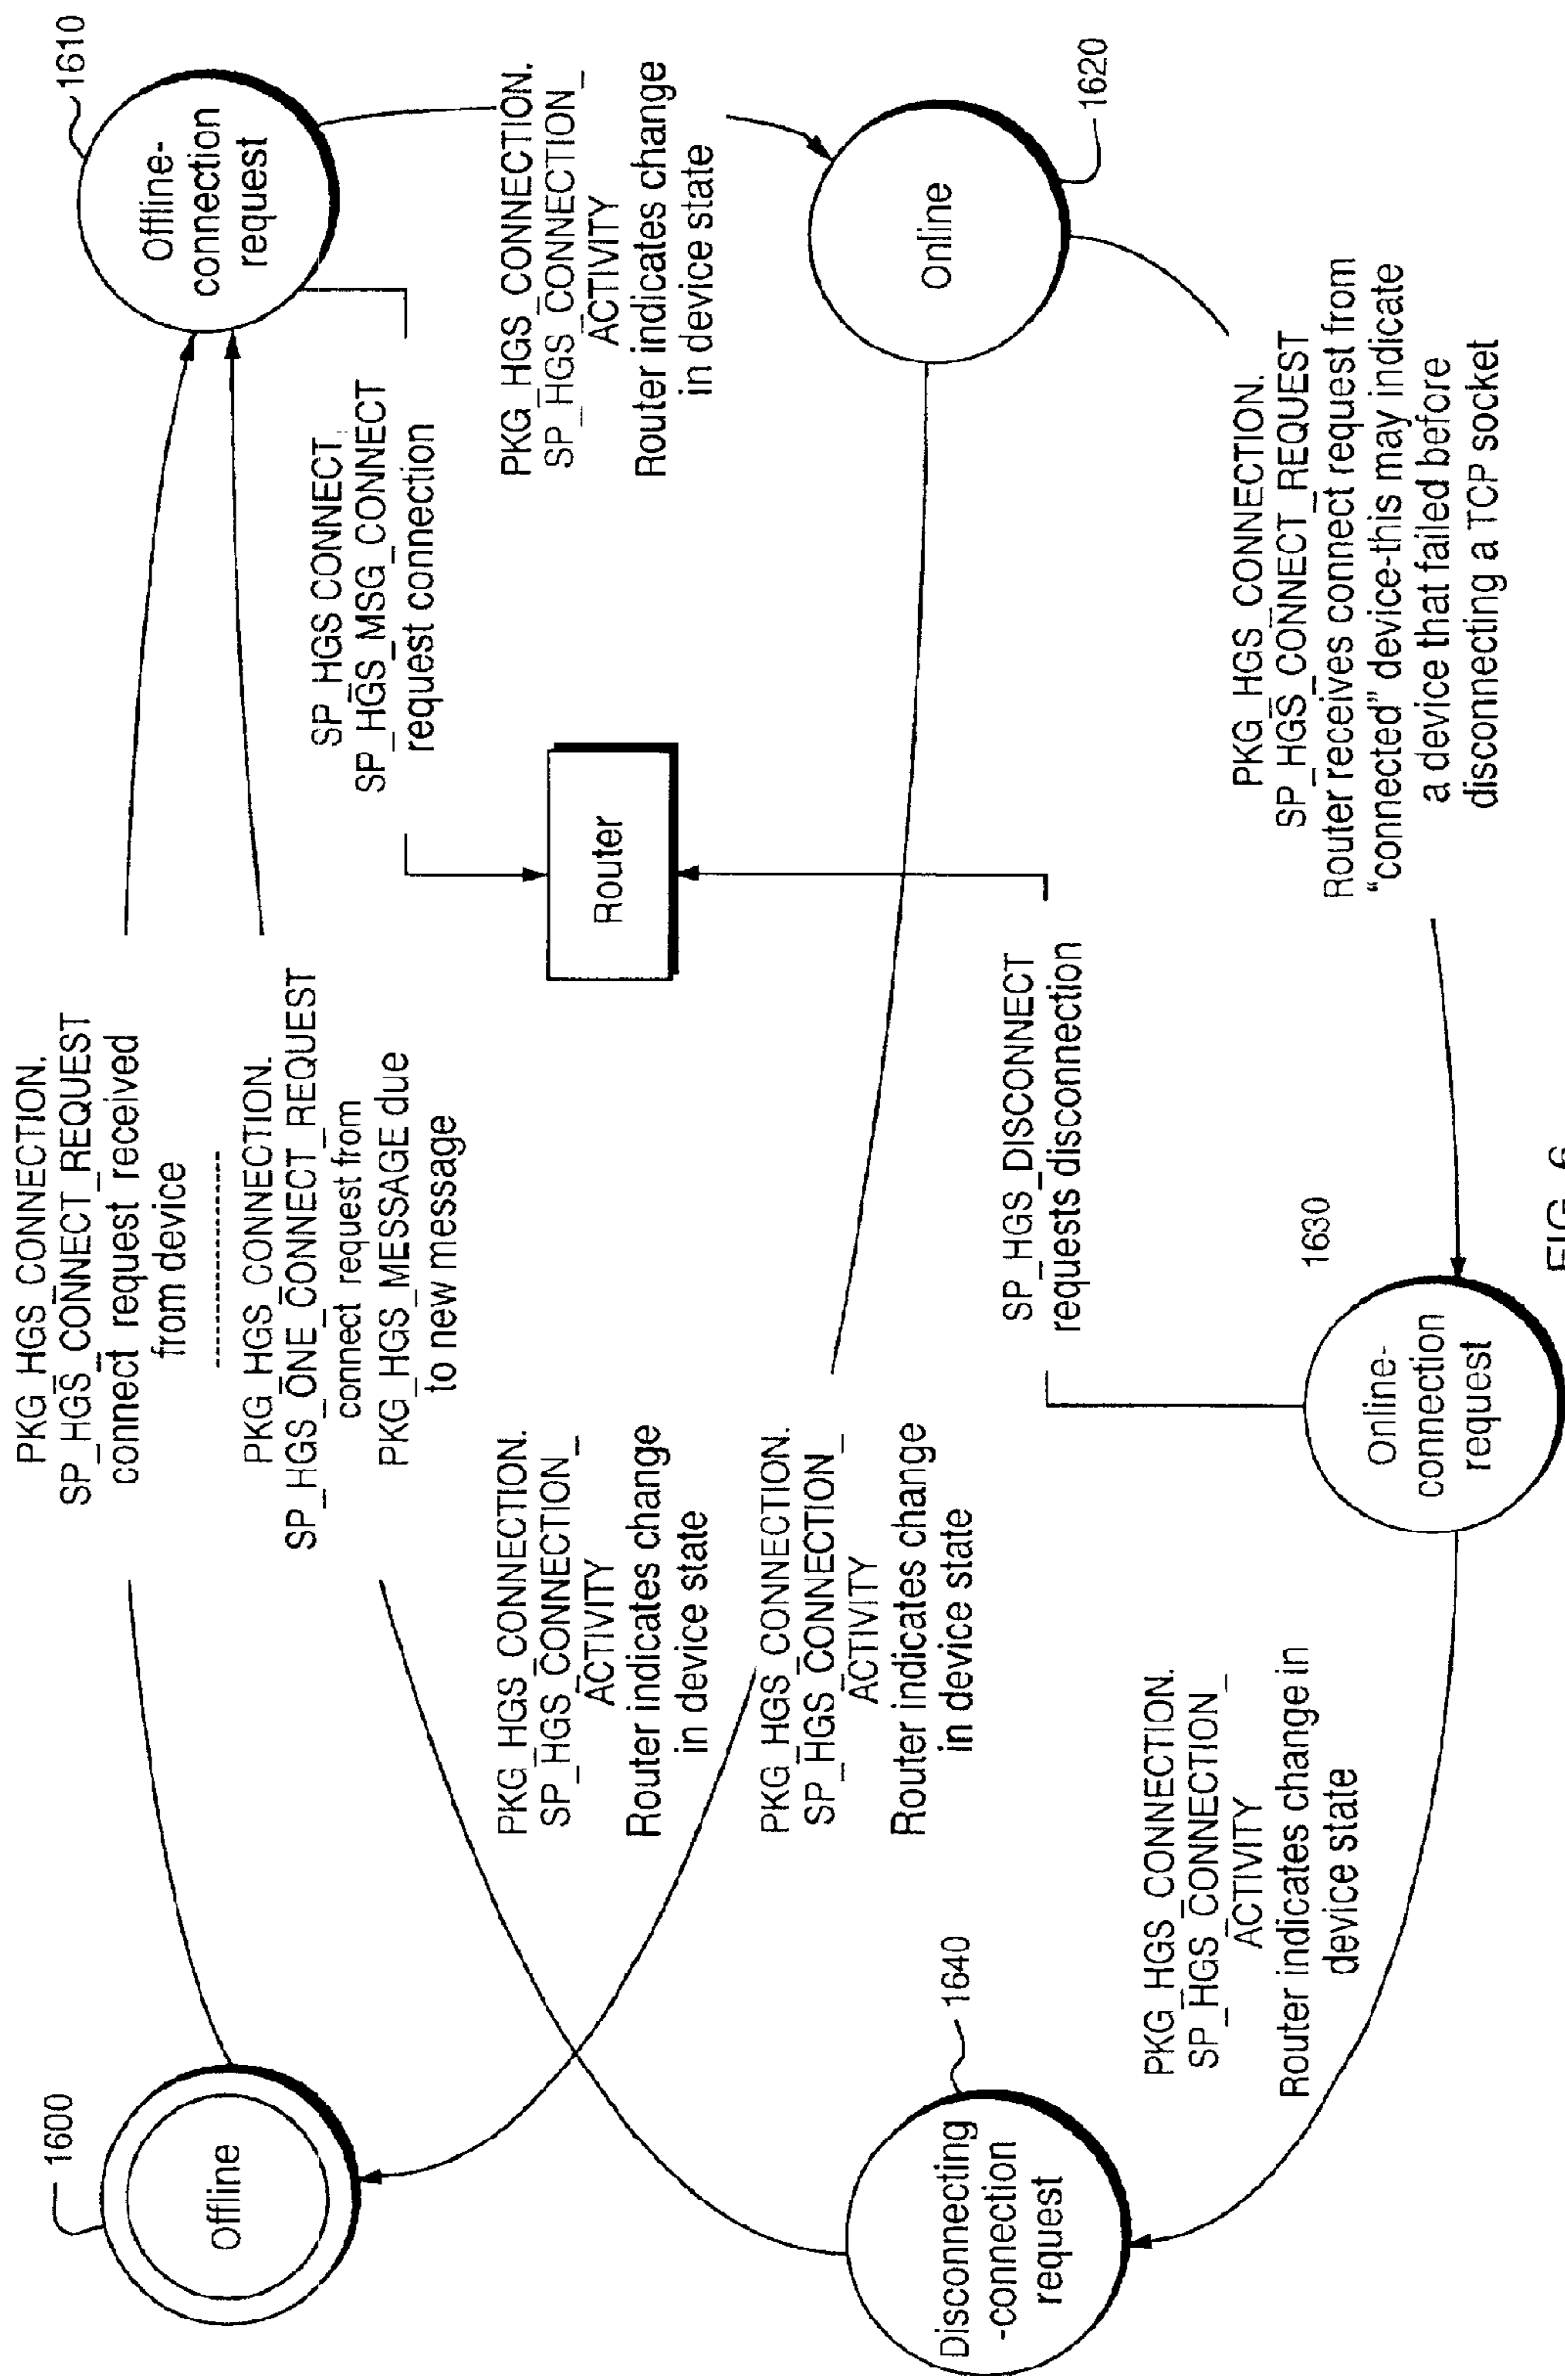 1600
Offline
PKG_HGS_CONNECTION.
SP_HGS_CONNECT_REQUEST
connect request received
from device
PKG_HGS_CONNECTION.
SP_HGS_ONE_CONNECT_REQUEST
connect request from
PKG_HGS_MESSAGE due
to new message
1610
Offline-
connection
request
SP_HGS CONNECT
SP_HGS_MSG_CONNECT
request connection
PKG_HGS_CONNECTION.
SP_HGS_CONNECTION_
ACTIVITY
Router indicates change
in device state
Router
PKG_HGS_CONNECTION.
SP_HGS_CONNECTION_
ACTIVITY
Router indicates change
in device state
PKG_HGS_CONNECTION.
SP_HGS_CONNECTION_
ACTIVITY
Router indicates change
in device state
Online
1620
1640
Disconnecting
-connection
request
SP_HGS_DISCONNECT
requests disconnection
PKG_HGS_CONNECTION.
SP_HGS_CONNECTION_
ACTIVITY
Router indicates change in
device state
1630
Online-
connection
request
PKG_HGS_CONNECTION.
SP_HGS_CONNECT_REQUEST
Router receives connect request from
“connected” device-this may indicate
a device that failed before
disconnecting a TCP socket
FIG. 6